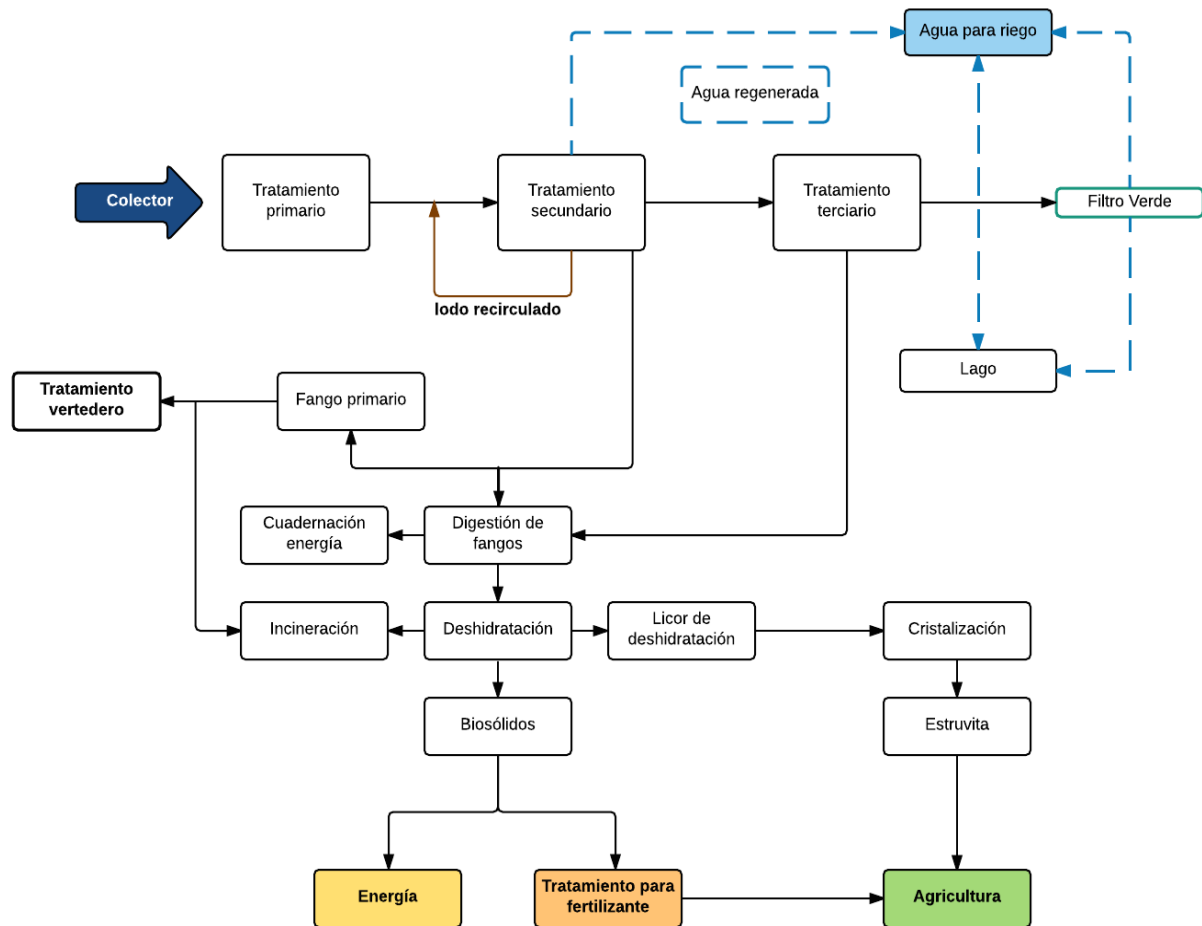 Agua para riego
Agua regenerada
Colector
Tratamiento
primario
Tratamiento
secundario
Tratamiento
terciario
Filtro Verde
lodo recirculado
Lago
Tratamiento
vertedero
Fango primario
Cuadernación
energía
Digestión de
fangos
Incineración
Deshidratación
Licor de
deshidratación
Cristalización
Biosólidos
Estruvita
Energía
Tratamiento para
fertilizante
Agricultura